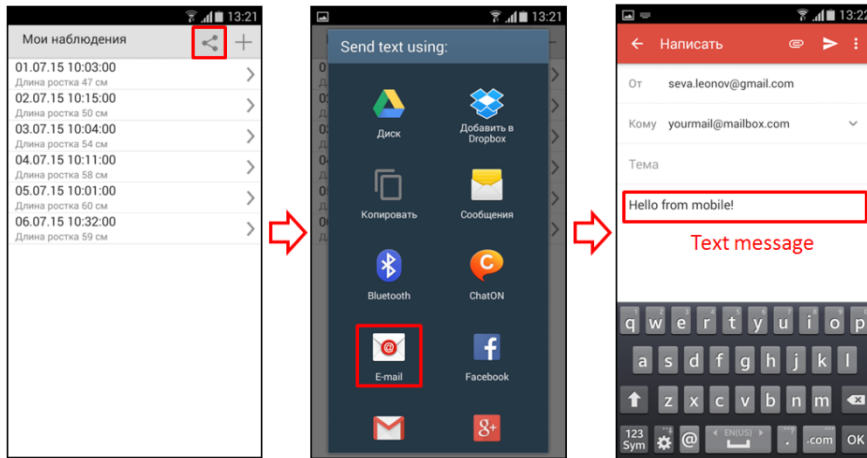 13:21
Мои наблюдения
01.07.15 10:03:00
Длина ростка 47 см
02.07.15 10:15:00
Длина ростка 50 см
03.07.15 10:04:00
Длина ростка 54 см
04.07.15 10:11:00
Длина ростка 58 см
05.07.15 10:01:00
Длина ростка 60 см
06.07.15 10:32:00
Длина ростка 59 см
13:21
Send text using:
Диск
Добавить в
Dropbox
Копировать
Сообщения
Bluetooth
ChatON
E-mail
Facebook
13:22
Написать
От seva.leonov@gmail.com
Кому yourmail@mailbox.com
Тема
Hello from mobile!
Text message
q w e r t y u i o p
a s d f g h j k l
z x c v b n m
123
Sym @ EN(US) . .com OK